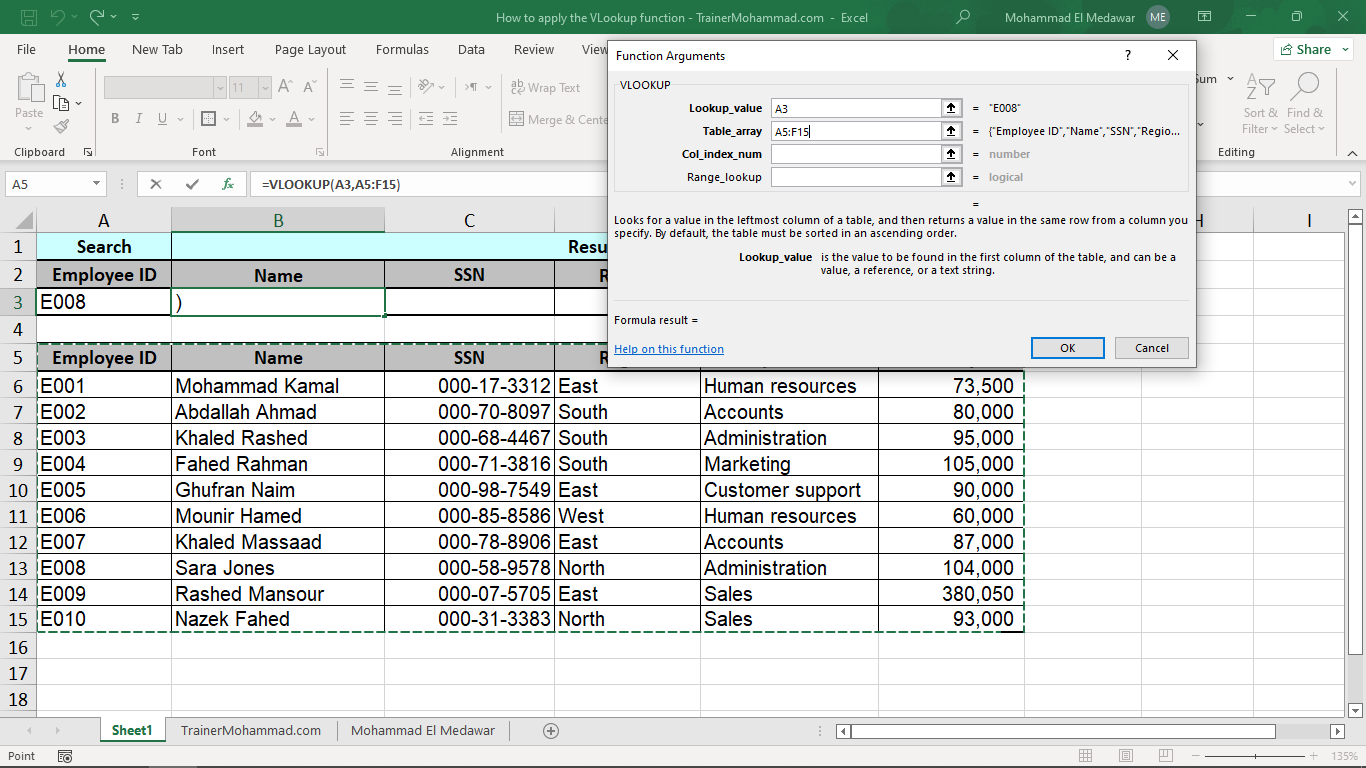 How to apply the VLookup function - TrainerMohammad.com - Excel
Mohammad El Medawar ME
File Home New Tab Insert Page Layout Formulas Data Review View
Share
Paste
Clipboard
11
B I U
Font
ab Wrap Text
Merge & Cente
Alignment
Sum
Sort & Find &
Filter Select
Editing
A5
fx
=VLOOKUP(A3,A5:F15)
Function Arguments
?
VLOOKUP
Lookup_value A3 = "E008"
Table_array A5:F15 = {"Employee ID","Name","SSN","Regio...
Col_index_num = number
Range_lookup = logical
=
Looks for a value in the leftmost column of a table, and then returns a value in the same row from a column you
specify. By default, the table must be sorted in an ascending order.
Lookup_value is the value to be found in the first column of the table, and can be a
value, a reference, or a text string.
Formula result =
Help on this function
OK Cancel
A B C H I
1 Search Resu
2 Employee ID Name SSN R
3 E008 )
4
5 Employee ID Name SSN
6 E001 Mohammad Kamal 000-17-3312 East Human resources 73,500
7 E002 Abdallah Ahmad 000-70-8097 South Accounts 80,000
8 E003 Khaled Rashed 000-68-4467 South Administration 95,000
9 E004 Fahed Rahman 000-71-3816 South Marketing 105,000
10 E005 Ghufran Naim 000-98-7549 East Customer support 90,000
11 E006 Mounir Hamed 000-85-8586 West Human resources 60,000
12 E007 Khaled Massaad 000-78-8906 East Accounts 87,000
13 E008 Sara Jones 000-58-9578 North Administration 104,000
14 E009 Rashed Mansour 000-07-5705 East Sales 380,050
15 E010 Nazek Fahed 000-31-3383 North Sales 93,000
16
17
18
Sheet1 TrainerMohammad.com Mohammad El Medawar
Point
135%